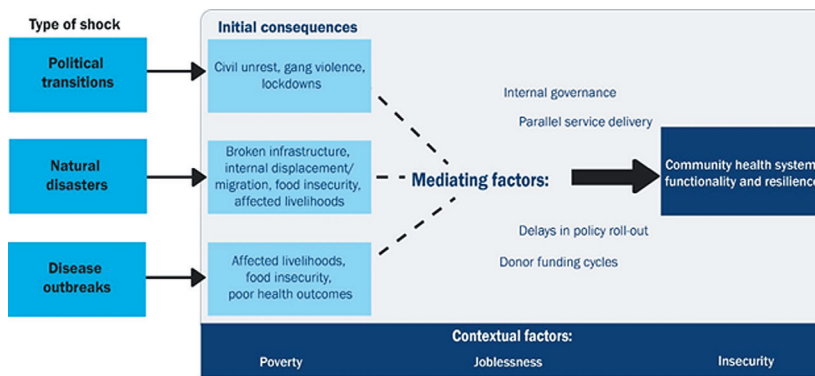 Type of shock
Initial consequences
Political
transitions
Civil unrest, gang violence,
lockdowns
Natural
disasters
Broken infrastructure,
internal displacement/
migration, food insecurity,
affected livelihoods
Disease
outbreaks
Affected livelihoods,
food insecurity,
poor health outcomes
Internal governance
Parallel service delivery
Mediating factors:
Delays in policy roll-out
Donor funding cycles
Community health system
functionality and resilience
Contextual factors:
Poverty
Joblessness
Insecurity